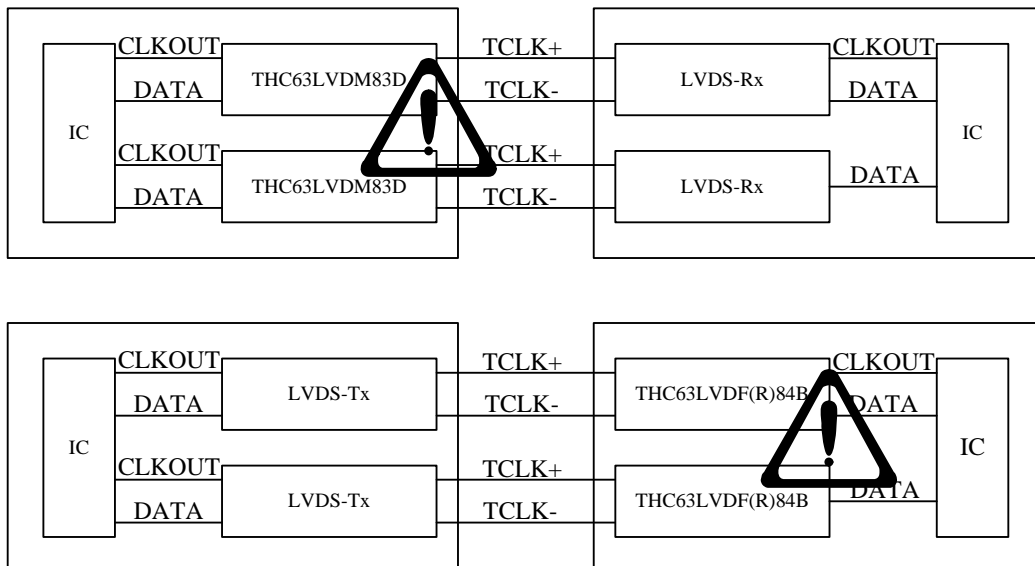 CLKOUT TCLK+ CLKOUT
THC63LVDM83D LVDS-Rx
DATA TCLK- DATA
IC IC
CLKOUT TCLK+
THC63LVDM83D LVDS-Rx DATA
DATA TCLK-
CLKOUT TCLK+ CLKOUT
LVDS-Tx THC63LVDF(R)84B
DATA TCLK- DATA
IC IC
CLKOUT TCLK+
LVDS-Tx THC63LVDF(R)84B DATA
DATA TCLK-